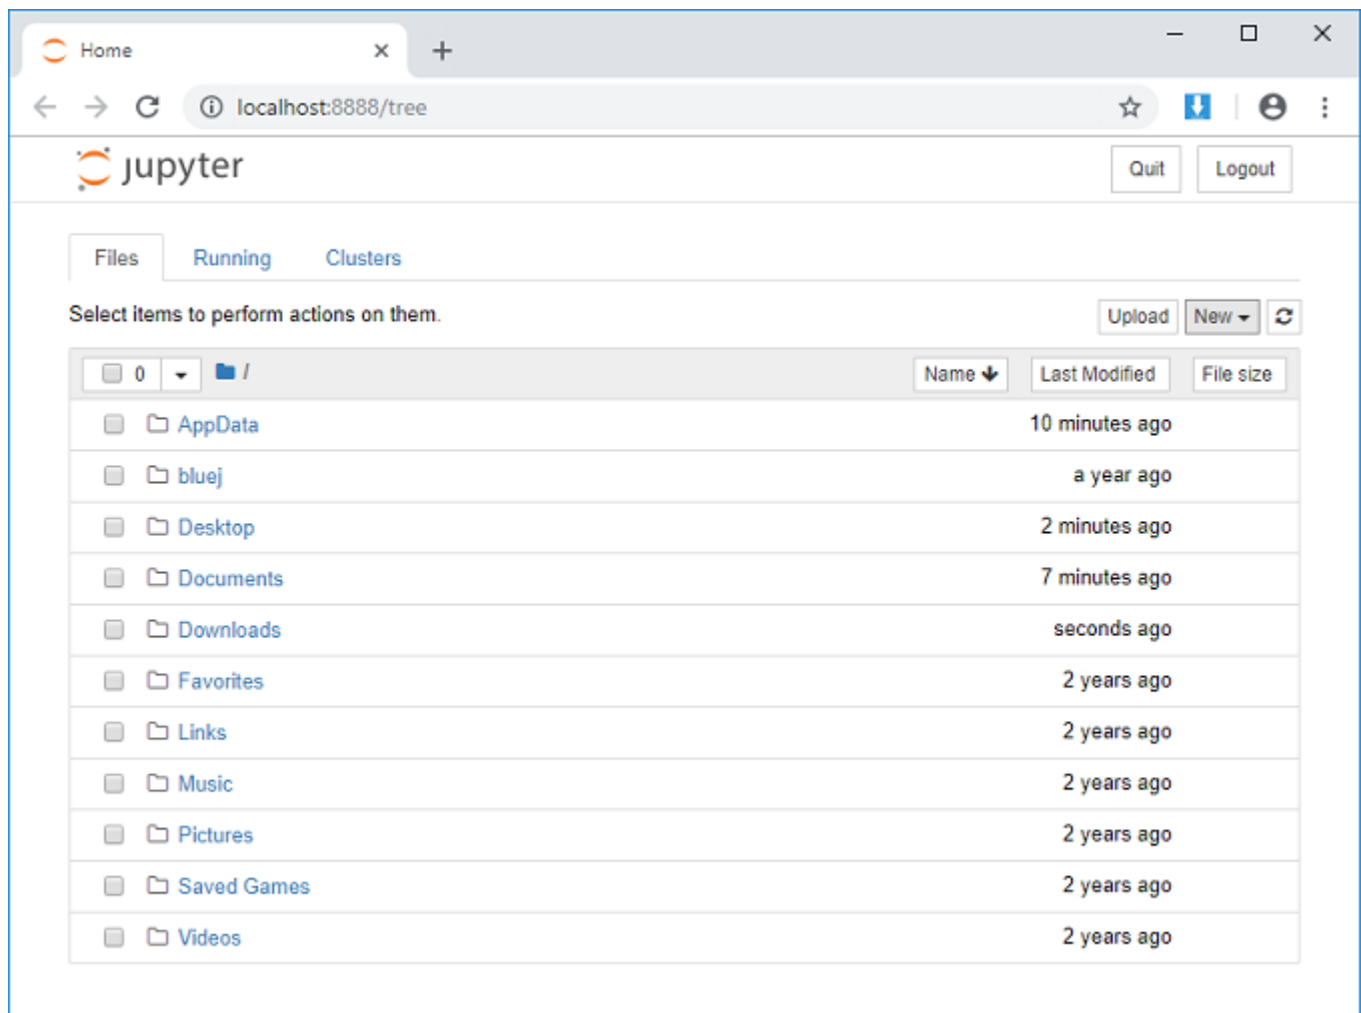 Home
localhost:8888/tree
jupyter Quit Logout
Files Running Clusters
Select items to perform actions on them. Upload New
0 / Name Last Modified File size
AppData 10 minutes ago
bluej a year ago
Desktop 2 minutes ago
Documents 7 minutes ago
Downloads seconds ago
Favorites 2 years ago
Links 2 years ago
Music 2 years ago
Pictures 2 years ago
Saved Games 2 years ago
Videos 2 years ago